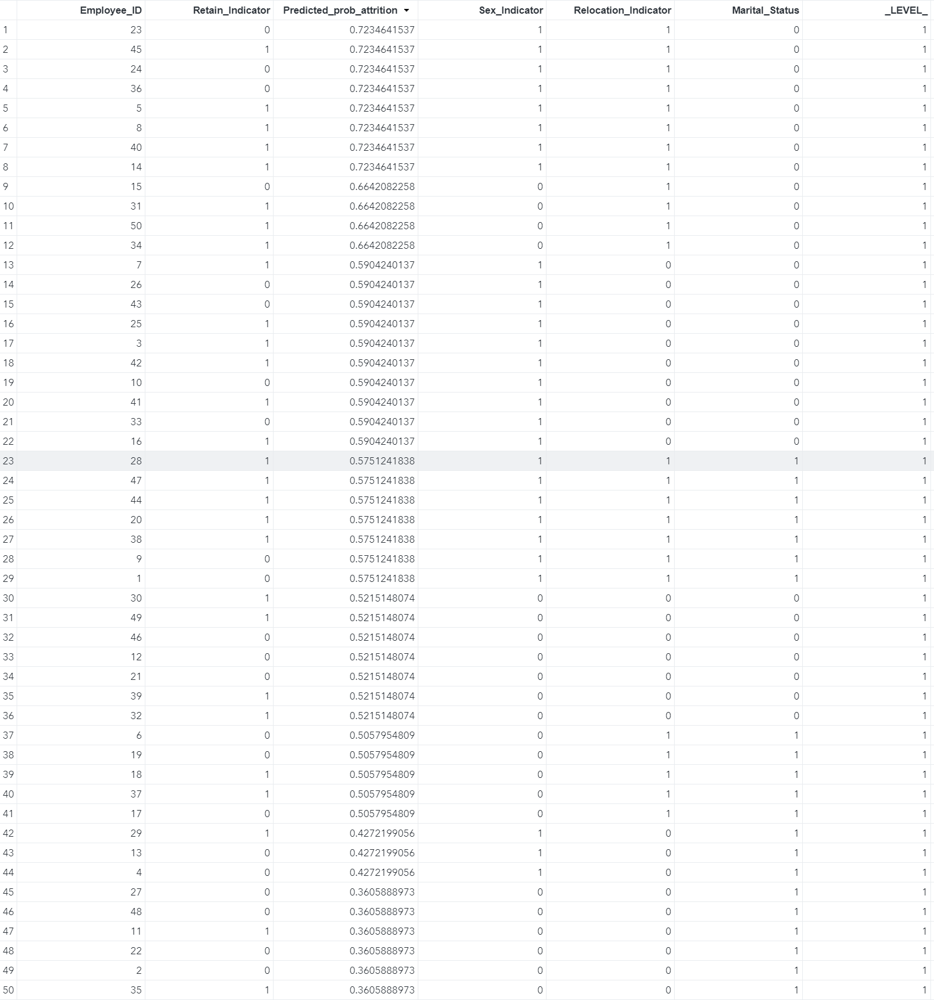 Employee_ID Retain_Indicator Predicted_prob_attrition Sex_Indicator Relocation_Indicator Marital_Status _LEVEL_
1 23 0 0.7234641537 1 1 0 1
2 45 1 0.7234641537 1 1 0 1
3 24 0 0.7234641537 1 1 0 1
4 36 0 0.7234641537 1 1 0 1
5 5 1 0.7234641537 1 1 0 1
6 8 1 0.7234641537 1 1 0 1
7 40 1 0.7234641537 1 1 0 1
8 14 1 0.7234641537 1 1 0 1
9 15 0 0.6642082258 0 1 0 1
10 31 1 0.6642082258 0 1 0 1
11 50 1 0.6642082258 0 1 0 1
12 34 1 0.6642082258 0 1 0 1
13 7 1 0.5904240137 1 0 0 1
14 26 0 0.5904240137 1 0 0 1
15 43 0 0.5904240137 1 0 0 1
16 25 1 0.5904240137 1 0 0 1
17 3 1 0.5904240137 1 0 0 1
18 42 1 0.5904240137 1 0 0 1
19 10 0 0.5904240137 1 0 0 1
20 41 1 0.5904240137 1 0 0 1
21 33 0 0.5904240137 1 0 0 1
22 16 1 0.5904240137 1 0 0 1
23 28 1 0.5751241838 1 1 1 1
24 47 1 0.5751241838 1 1 1 1
25 44 1 0.5751241838 1 1 1 1
26 20 1 0.5751241838 1 1 1 1
27 38 1 0.5751241838 1 1 1 1
28 9 0 0.5751241838 1 1 1 1
29 1 0 0.5751241838 1 1 1 1
30 30 1 0.5215148074 0 0 0 1
31 49 1 0.5215148074 0 0 0 1
32 46 0 0.5215148074 0 0 0 1
33 12 0 0.5215148074 0 0 0 1
34 21 0 0.5215148074 0 0 0 1
35 39 1 0.5215148074 0 0 0 1
36 32 1 0.5215148074 0 0 0 1
37 6 0 0.5057954809 0 1 1 1
38 19 0 0.5057954809 0 1 1 1
39 18 1 0.5057954809 0 1 1 1
40 37 1 0.5057954809 0 1 1 1
41 17 0 0.5057954809 0 1 1 1
42 29 1 0.4272199056 1 0 1 1
43 13 0 0.4272199056 1 0 1 1
44 4 0 0.4272199056 1 0 1 1
45 27 0 0.3605888973 0 0 1 1
46 48 0 0.3605888973 0 0 1 1
47 11 1 0.3605888973 0 0 1 1
48 22 0 0.3605888973 0 0 1 1
49 2 0 0.3605888973 0 0 1 1
50 35 1 0.3605888973 0 0 1 1